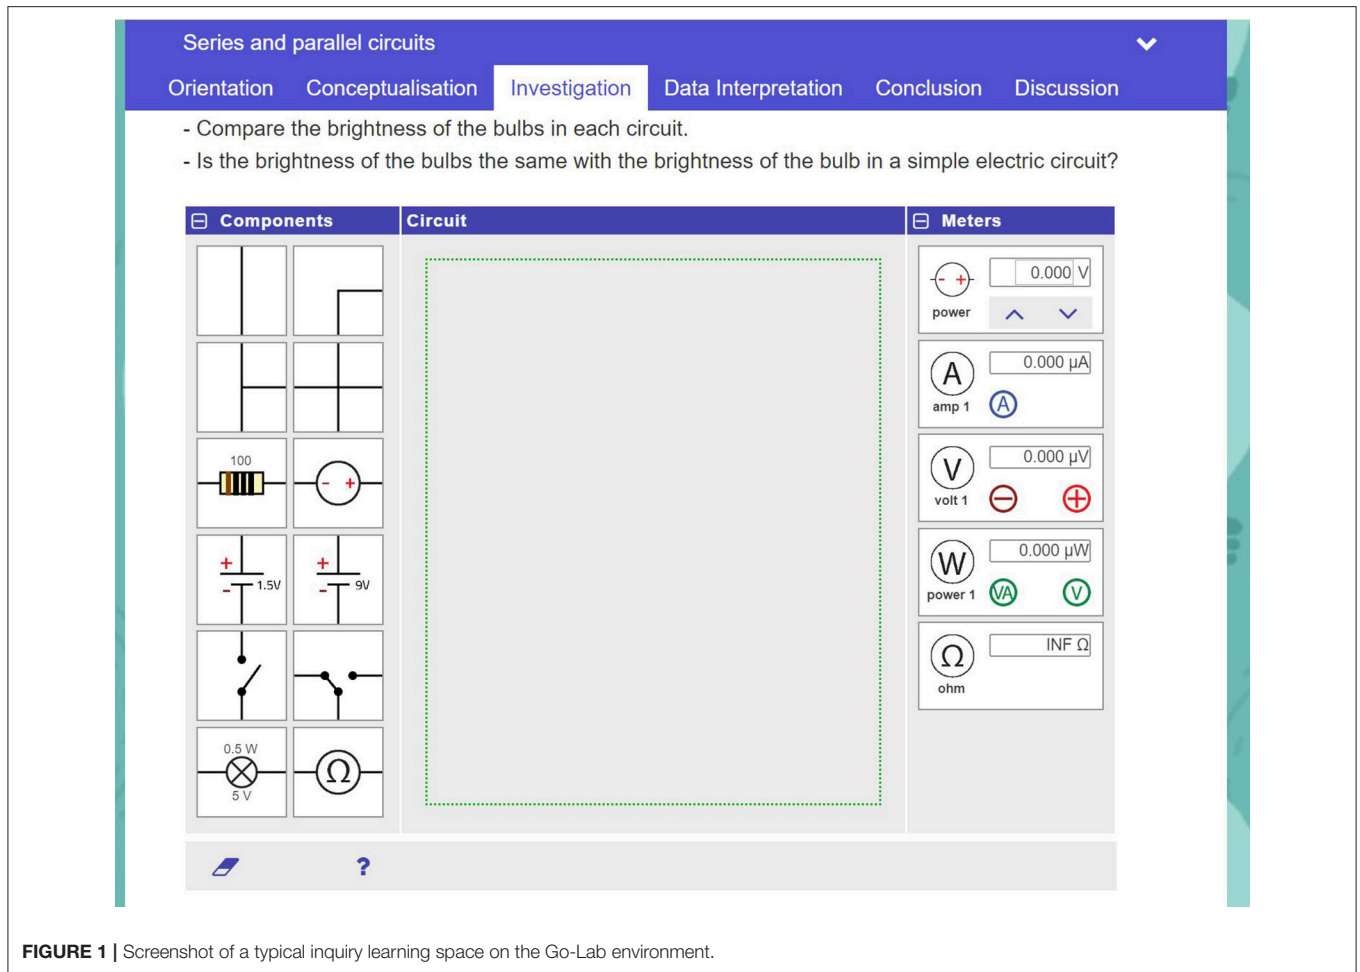 Series and parallel circuits
Orientation Conceptualisation Investigation Data Interpretation Conclusion Discussion
- Compare the brightness of the bulbs in each circuit.
- Is the brightness of the bulbs the same with the brightness of the bulb in a simple electric circuit?
Components
Circuit
Meters
100
- +
+
-
1.5V
+
-
9V
0.5 W
5 V
Ω
- +
0.000 V
power
A
0.000 µA
amp 1
A
V
0.000 µV
volt 1
W
0.000 µW
power 1
VA
V
Ω
INF Ω
ohm
?
FIGURE 1 | Screenshot of a typical inquiry learning space on the Go-Lab environment.